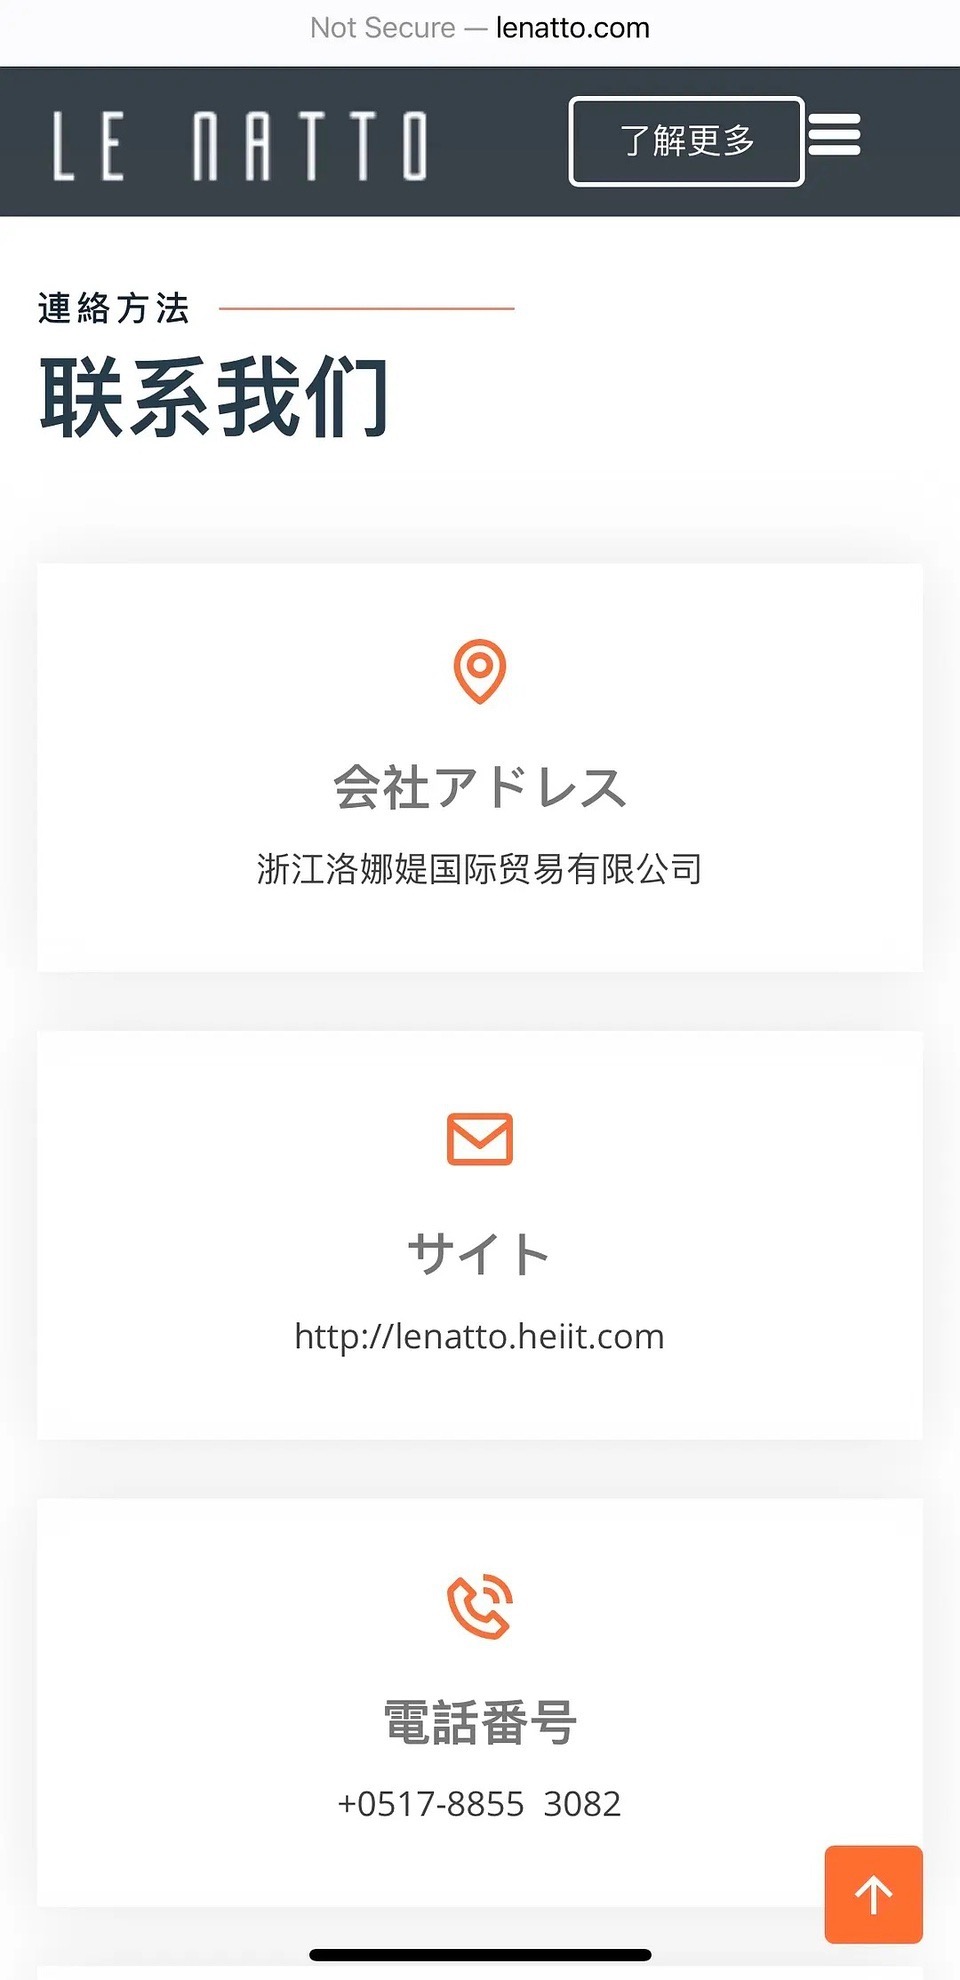 Not Secure — lenatto.com
LE NATTO
了解更多
連絡方法
联系我们
会社アドレス
浙江洛娜媞国际贸易有限公司
サイト
http://lenatto.heiit.com
電話番号
+0517-8855 3082